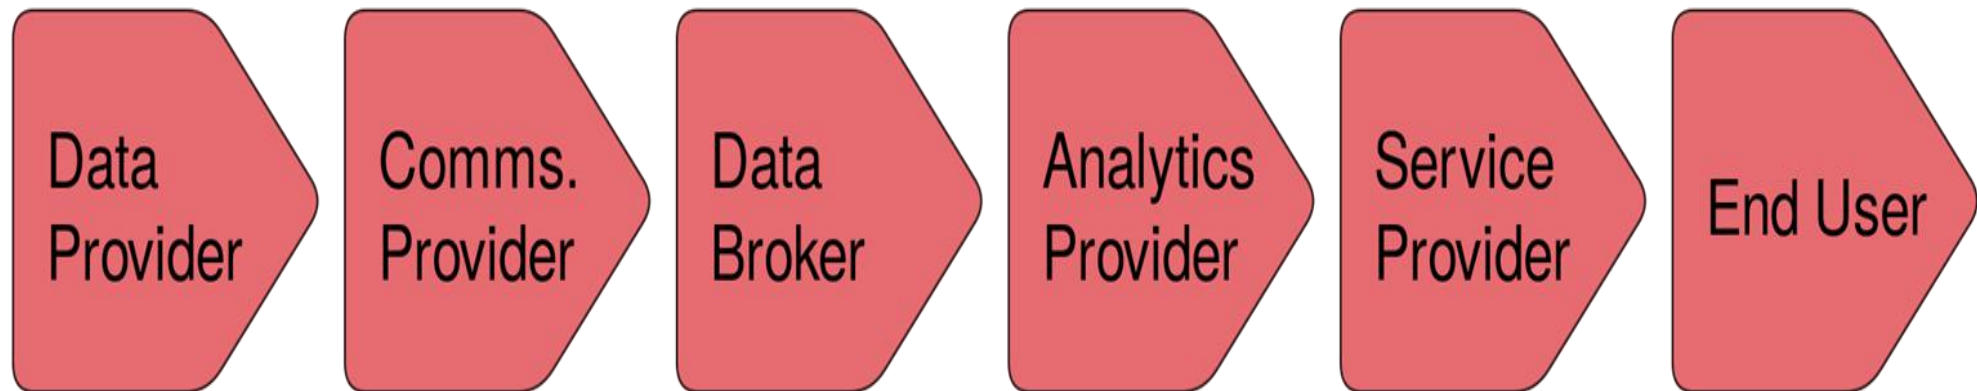 Data
Provider
Comms.
Provider
Data
Broker
Analytics
Provider
Service
Provider
End User